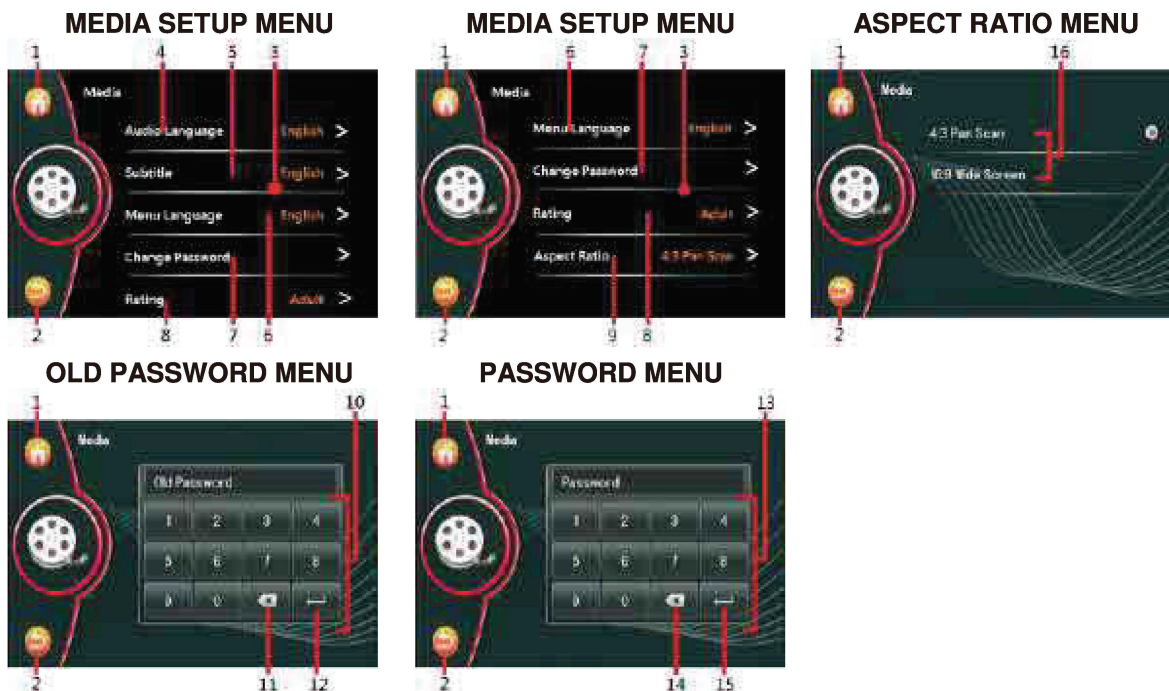 MEDIA SETUP MENU
1 4 5 3
Media
Audio Language English >
Subtitle English >
Menu Language English >
Change Password >
Rating Adult >
2 8 7 6
MEDIA SETUP MENU
1 6 7 3
Media
Menu Language English >
Change Password >
Rating Adult >
Aspect Ratio 4:3 Pan Scan >
2 9 8
ASPECT RATIO MENU
1 16
Media
4:3 Pan Scan
16:9 Wide Screen
2
OLD PASSWORD MENU
1 10
Media
Old Password
1 2 3 4
5 6 7 8
9 0
2 11 12
PASSWORD MENU
1 13
Media
Password
1 2 3 4
5 6 7 8
9 0
2 14 15